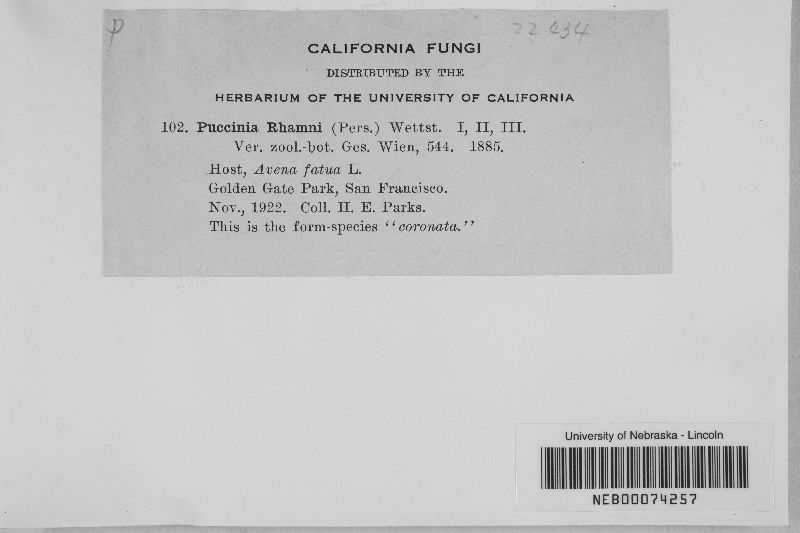 p
22 434
CALIFORNIA FUNGI
DISTRIBUTED BY THE
HERBARIUM OF THE UNIVERSITY OF CALIFORNIA
102. Puccinia Rhamni (Pers.) Wettst. I, II, III.
Ver. zool.-bot. Ges. Wien, 544. 1885.
Host, Avena fatua L.
Golden Gate Park, San Francisco.
Nov., 1922. Coll. H. E. Parks.
This is the form-species "coronata."
University of Nebraska - Lincoln
NEB00074257